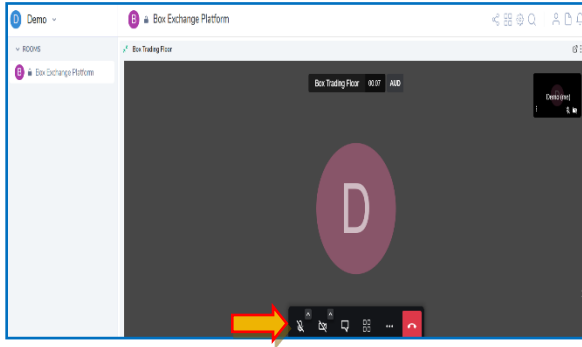 D Demo
B Box Exchange Platform
ROOMS
B Box Exchange Platform
Box Trading Floor
Box Trading Floor 00:07 AUD
Demo (me)
D